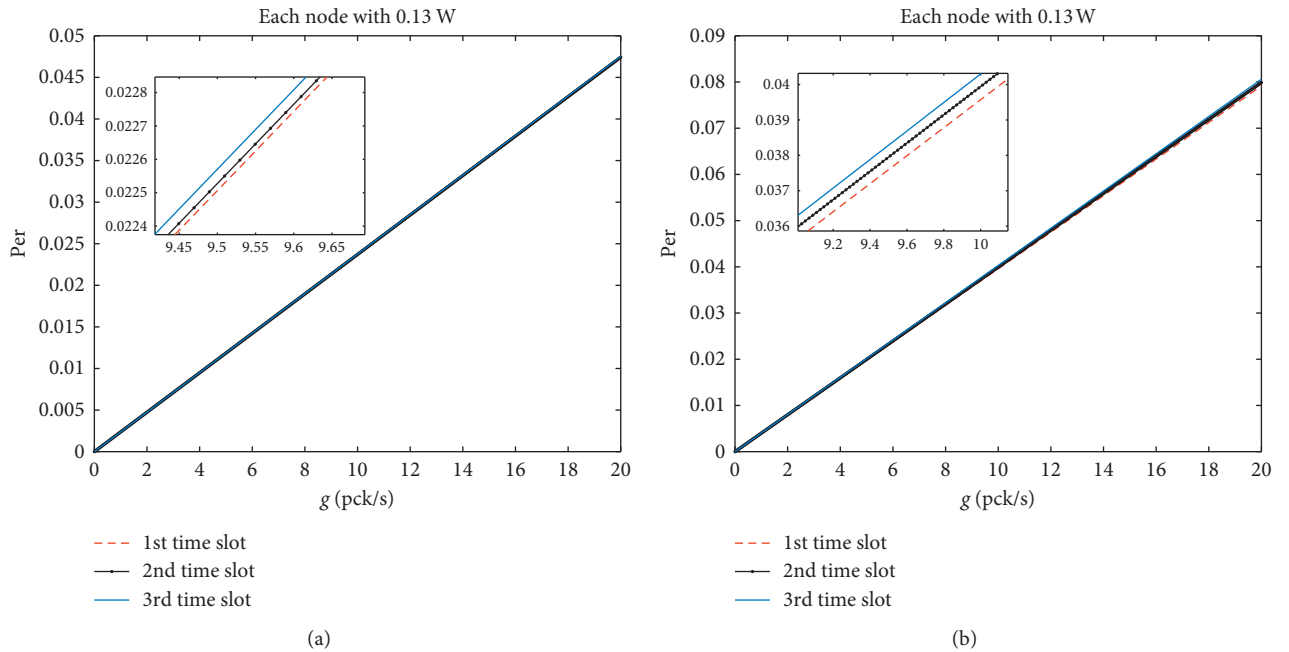 Each node with 0.13 W
0.05
0.045
0.04
0.035
0.03
0.025
0.02
0.015
0.01
0.005
0
Per
0.0228
0.0227
0.0226
0.0225
0.0224
9.45 9.5 9.55 9.6 9.65
0 2 4 6 8 10 12 14 16 18 20
g (pck/s)
1st time slot
2nd time slot
3rd time slot
(a)
Each node with 0.13 W
0.09
0.08
0.07
0.06
0.05
0.04
0.03
0.02
0.01
0
Per
0.04
0.039
0.038
0.037
0.036
9.2 9.4 9.6 9.8 10
0 2 4 6 8 10 12 14 16 18 20
g (pck/s)
1st time slot
2nd time slot
3rd time slot
(b)